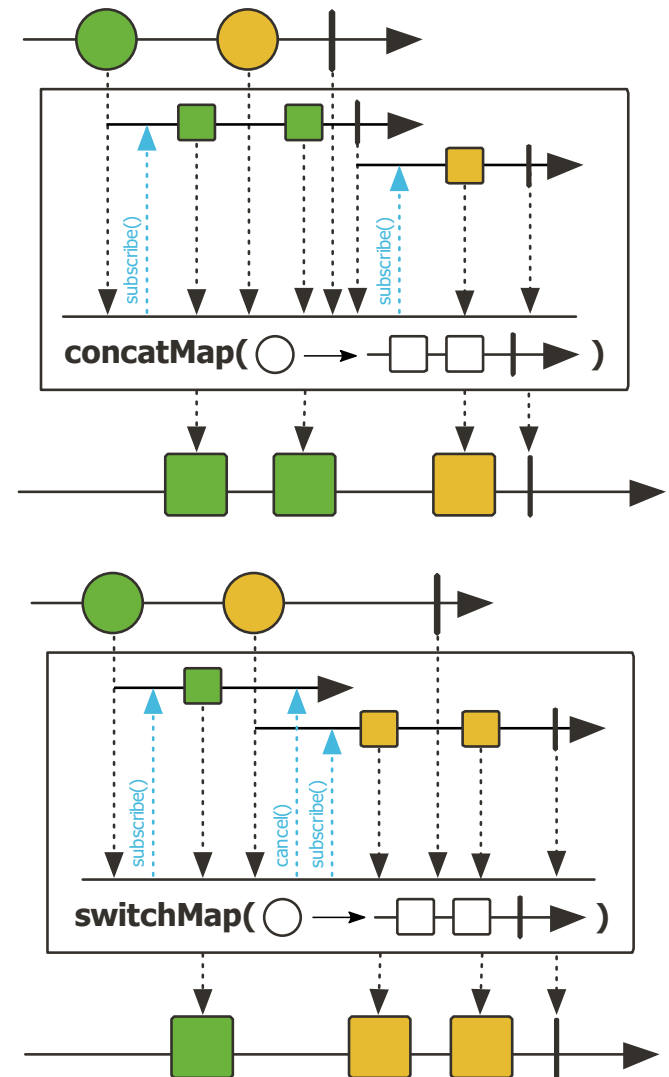 subscribe()
subscribe()
concatMap( )
subscribe()
cancel()
subscribe()
switchMap( )